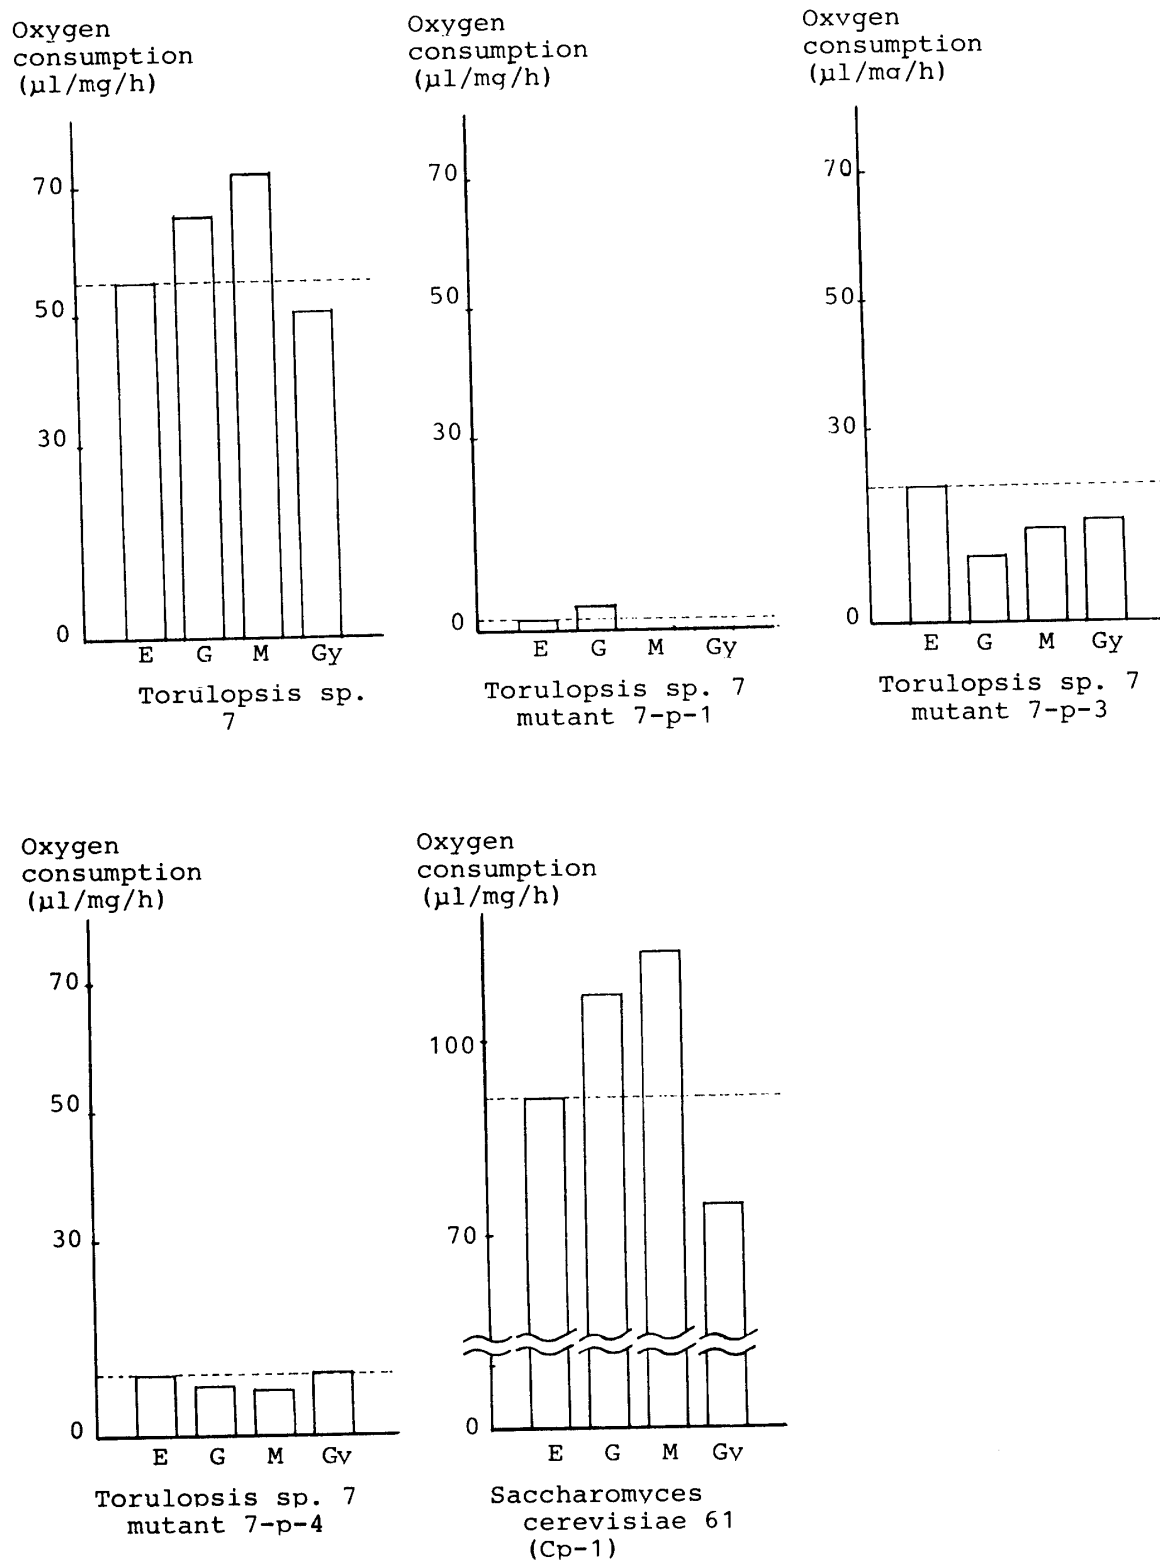 Oxygen
consumption
(µl/mg/h)
70
50
30
0
E G M Gy
Torulopsis sp.
7
Oxygen
consumption
(µl/mg/h)
70
50
30
0
E G M Gy
Torulopsis sp. 7
mutant 7-p-1
Oxygen
consumption
(µl/mg/h)
70
50
30
0
E G M Gy
Torulopsis sp. 7
mutant 7-p-3
Oxygen
consumption
(µl/mg/h)
70
50
30
0
E G M Gy
Torulopsis sp. 7
mutant 7-p-4
Oxygen
consumption
(µl/mg/h)
100
70
0
E G M Gy
Saccharomyces
cerevisiae 61
(Cp-1)